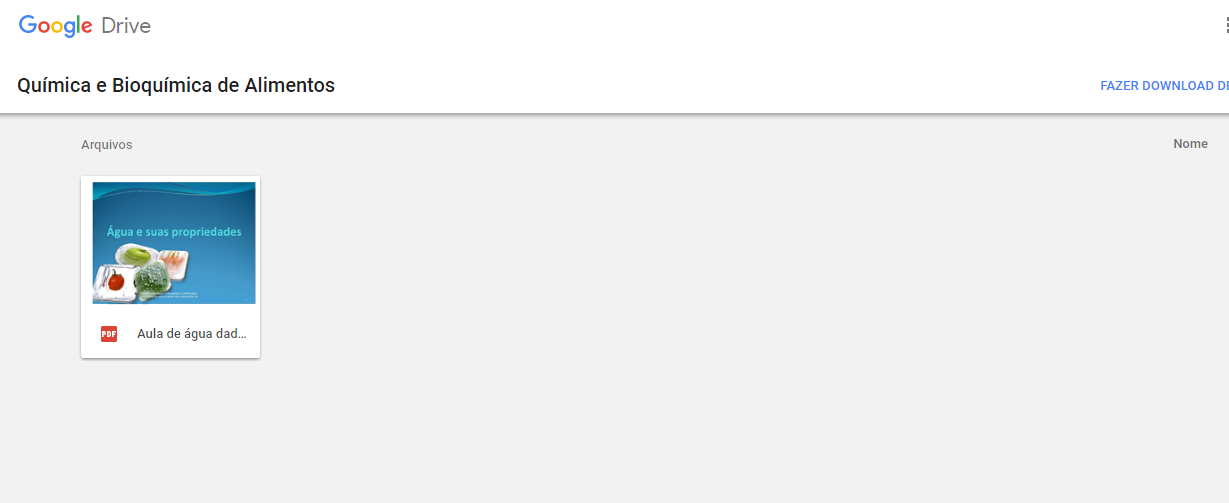 Google Drive
Química e Bioquímica de Alimentos
FAZER DOWNLOAD DE
Arquivos
Nome
Água e suas propriedades
PDF
Aula de água dad...